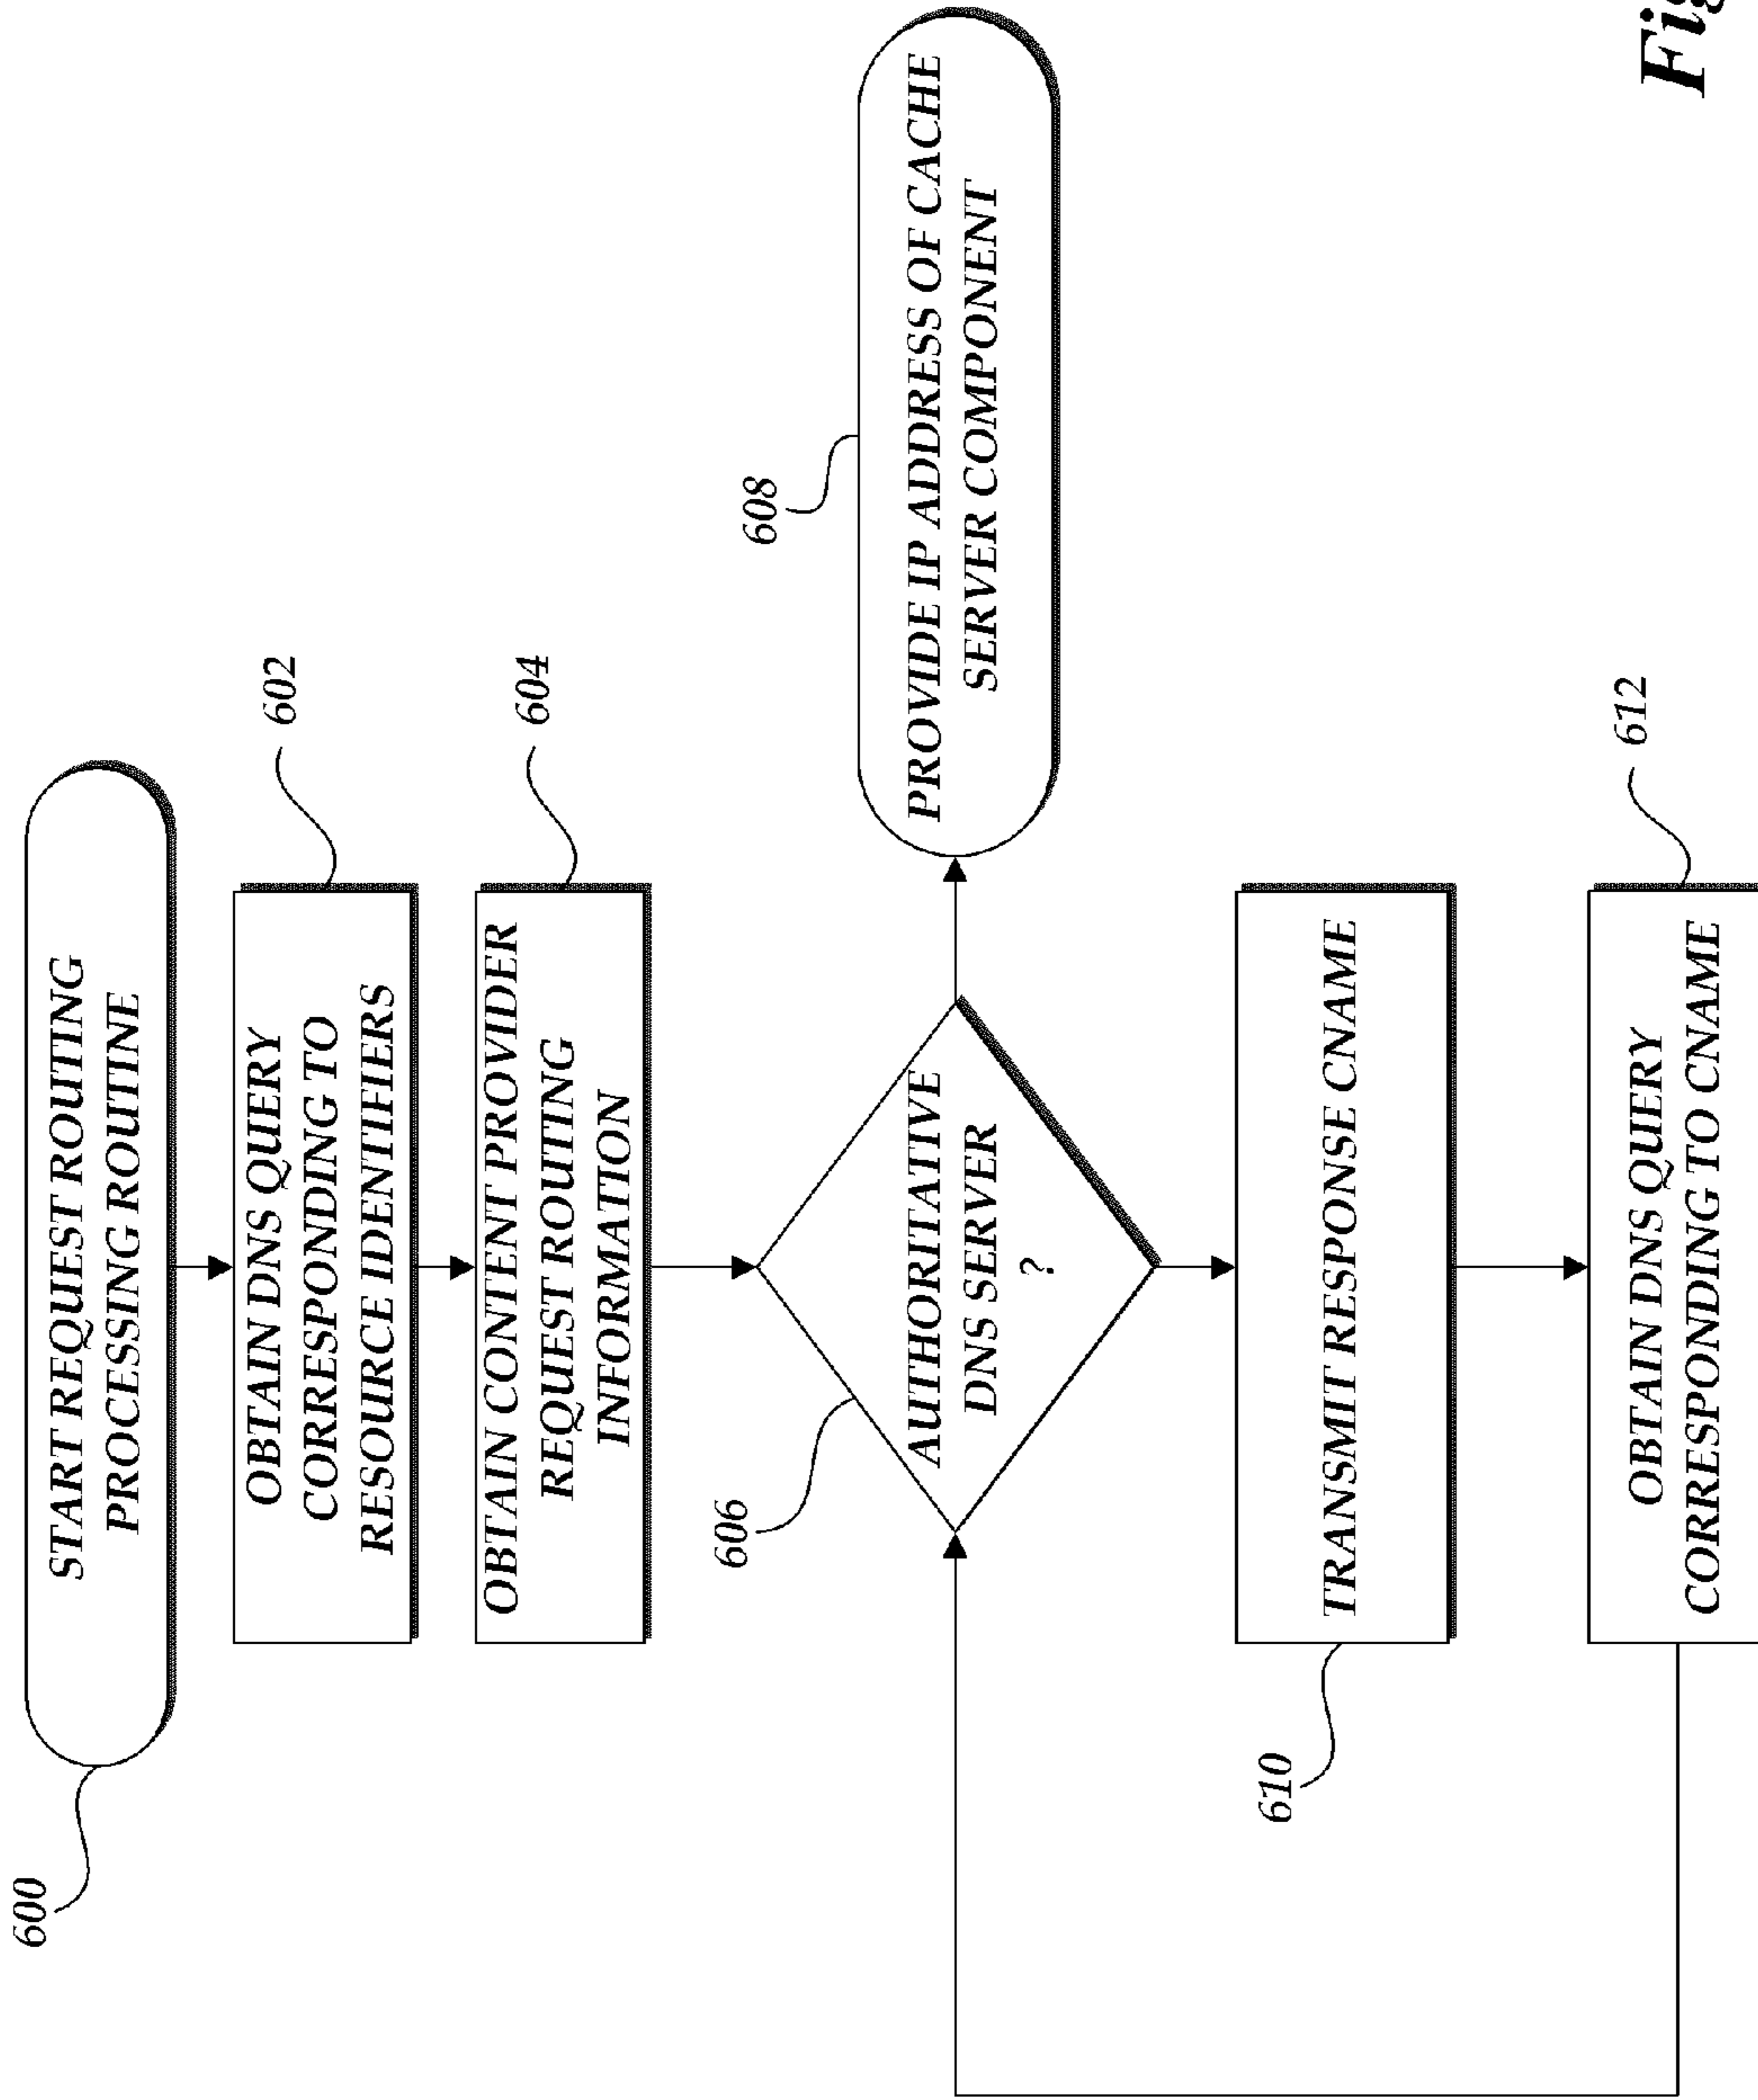 600
START REQUEST ROUTING
PROCESSING ROUTINE
602
OBTAIN DNS QUERY
CORRESPONDING TO
RESOURCE IDENTIFIERS
604
OBTAIN CONTENT PROVIDER
REQUEST ROUTING
INFORMATION
606
AUTHORITATIVE
DNS SERVER
?
608
PROVIDE IP ADDRESS OF CACHE
SERVER COMPONENT
610
TRANSMIT RESPONSE CNAME
612
OBTAIN DNS QUERY
CORRESPONDING TO CNAME